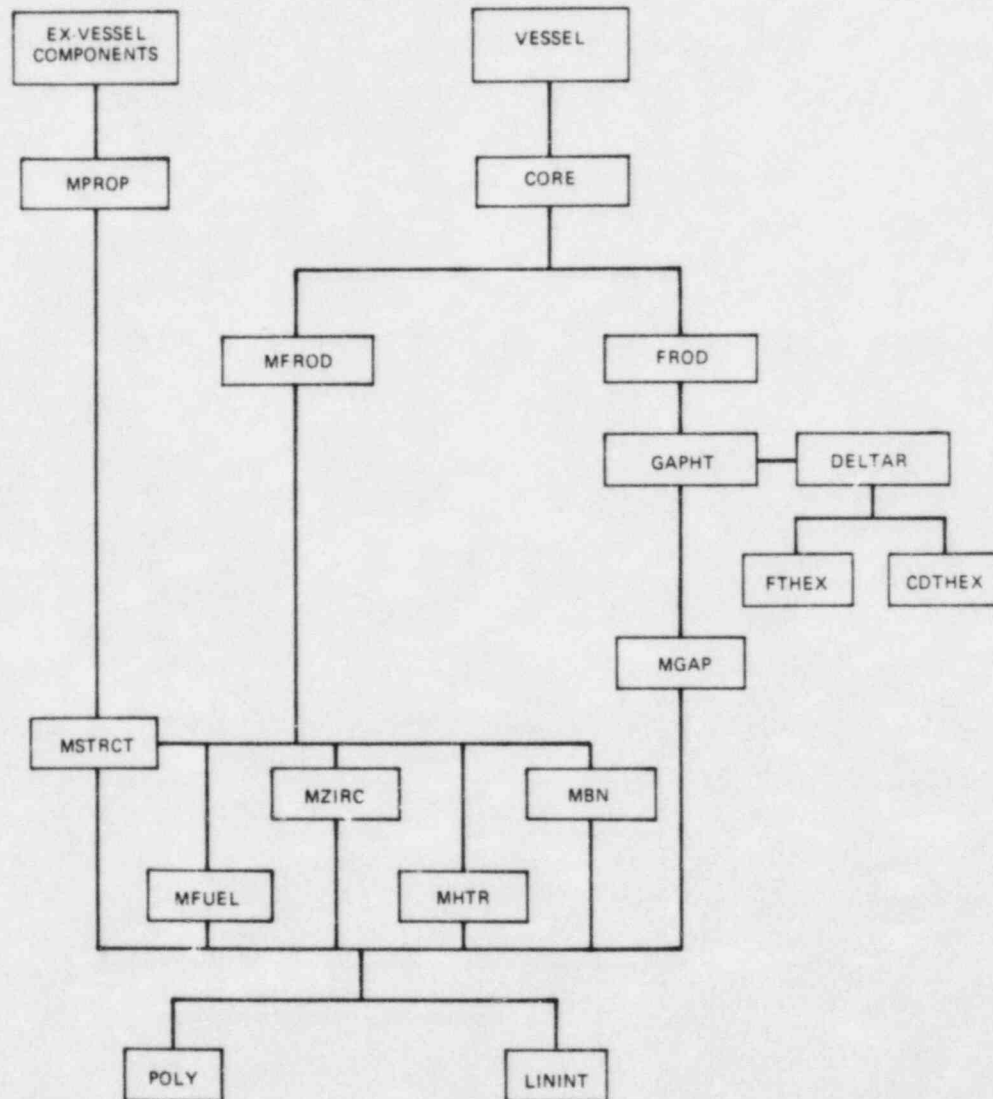 EX-VESSEL
COMPONENTS
VESSEL
MPROP
CORE
MFROD
FROD
GAPHT
DELTAR
FTHEX
CDTHEX
MGAP
MSTRCT
MZIRC
MBN
MFUEL
MHTR
POLY
LININT